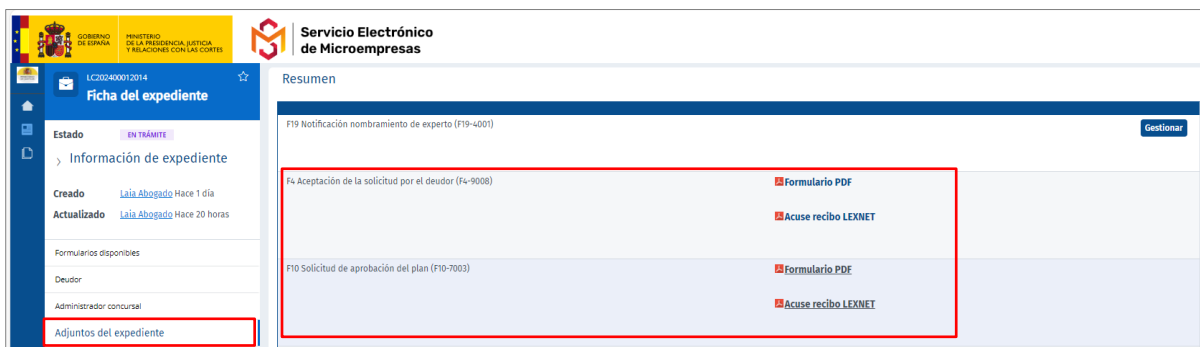 GOBIERNO
DE ESPAÑA
MINISTERIO
DE LA PRESIDENCIA, JUSTICIA
Y RELACIONES CON LAS CORTES
Servicio Electrónico
de Microempresas
LC202400012014
Ficha del expediente
Estado EN TRÁMITE
Información de expediente
Creado Laia Abogado Hace 1 día
Actualizado Laia Abogado Hace 20 horas
Formularios disponibles
Deudor
Administrador concursal
Adjuntos del expediente
Resumen
F19 Notificación nombramiento de experto (F19-4001) Gestionar
F4 Aceptación de la solicitud por el deudor (F4-9008) Formulario PDF
Acuse recibo LEXNET
F10 Solicitud de aprobación del plan (F10-7003) Formulario PDF
Acuse recibo LEXNET